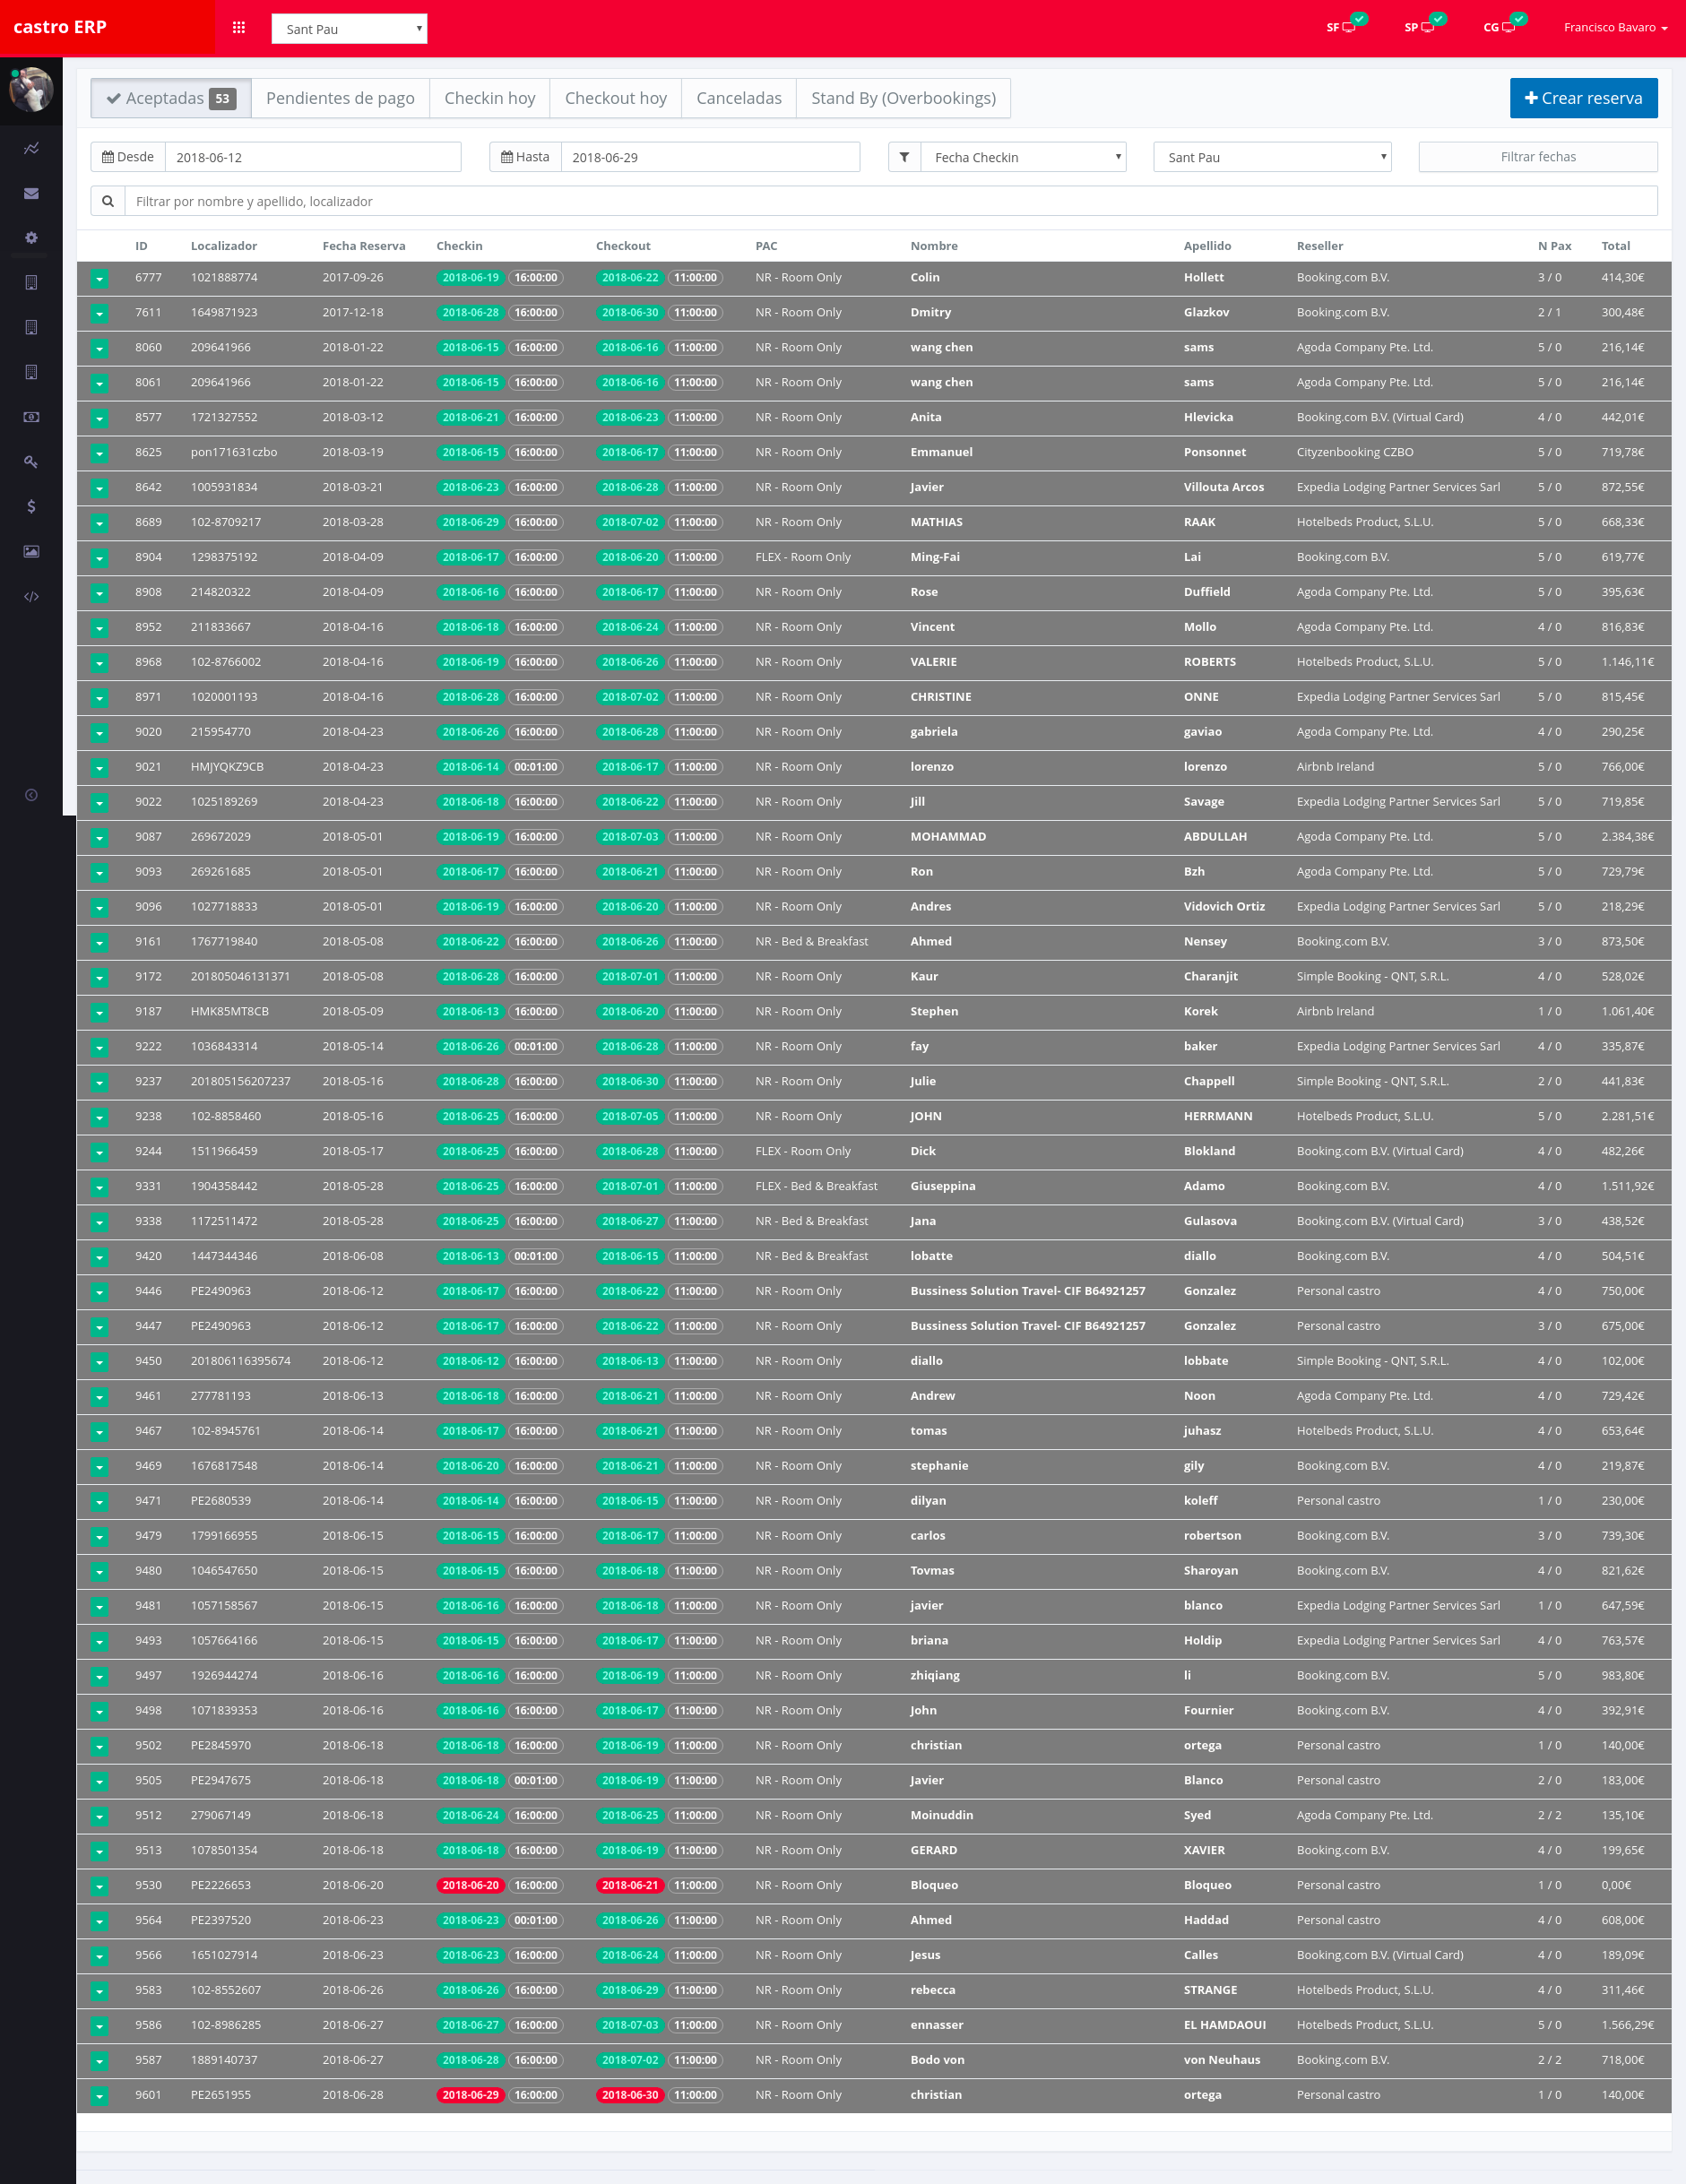 castro ERP Sant Pau SF SP CG Francisco Bavaro
Aceptadas 53 Pendientes de pago Checkin hoy Checkout hoy Canceladas Stand By (Overbookings) Crear reserva
Desde 2018-06-12 Hasta 2018-06-29 Fecha Checkin Sant Pau Filtrar fechas
Filtrar por nombre y apellido, localizador
ID Localizador Fecha Reserva Checkin Checkout PAC Nombre Apellido Reseller N Pax Total
6777 1021888774 2017-09-26 2018-06-19 16:00:00 2018-06-22 11:00:00 NR - Room Only Colin Hollett Booking.com B.V. 3 / 0 414,30€
7611 1649871923 2017-12-18 2018-06-28 16:00:00 2018-06-30 11:00:00 NR - Room Only Dmitry Glazkov Booking.com B.V. 2 / 1 300,48€
8060 209641966 2018-01-22 2018-06-15 16:00:00 2018-06-16 11:00:00 NR - Room Only wang chen sams Agoda Company Pte. Ltd. 5 / 0 216,14€
8061 209641966 2018-01-22 2018-06-15 16:00:00 2018-06-16 11:00:00 NR - Room Only wang chen sams Agoda Company Pte. Ltd. 5 / 0 216,14€
8577 1721327552 2018-03-12 2018-06-21 16:00:00 2018-06-23 11:00:00 NR - Room Only Anita Hlevicka Booking.com B.V. (Virtual Card) 4 / 0 442,01€
8625 pon171631czbo 2018-03-19 2018-06-15 16:00:00 2018-06-17 11:00:00 NR - Room Only Emmanuel Ponsonnet Cityzenbooking CZBO 5 / 0 719,78€
8642 1005931834 2018-03-21 2018-06-23 16:00:00 2018-06-28 11:00:00 NR - Room Only Javier Villouta Arcos Expedia Lodging Partner Services Sarl 5 / 0 872,55€
8689 102-8709217 2018-03-28 2018-06-29 16:00:00 2018-07-02 11:00:00 NR - Room Only MATHIAS RAAK Hotelbeds Product, S.L.U. 5 / 0 668,33€
8904 1298375192 2018-04-09 2018-06-17 16:00:00 2018-06-20 11:00:00 FLEX - Room Only Ming-Fai Lai Booking.com B.V. 5 / 0 619,77€
8908 214820322 2018-04-09 2018-06-16 16:00:00 2018-06-17 11:00:00 NR - Room Only Rose Duffield Agoda Company Pte. Ltd. 5 / 0 395,63€
8952 211833667 2018-04-16 2018-06-18 16:00:00 2018-06-24 11:00:00 NR - Room Only Vincent Mollo Agoda Company Pte. Ltd. 4 / 0 816,83€
8968 102-8766002 2018-04-16 2018-06-19 16:00:00 2018-06-26 11:00:00 NR - Room Only VALERIE ROBERTS Hotelbeds Product, S.L.U. 5 / 0 1.146,11€
8971 1020001193 2018-04-16 2018-06-28 16:00:00 2018-07-02 11:00:00 NR - Room Only CHRISTINE ONNE Expedia Lodging Partner Services Sarl 5 / 0 815,45€
9020 215954770 2018-04-23 2018-06-26 16:00:00 2018-06-28 11:00:00 NR - Room Only gabriela gaviao Agoda Company Pte. Ltd. 4 / 0 290,25€
9021 HMJYQKZ9CB 2018-04-23 2018-06-14 00:01:00 2018-06-17 11:00:00 NR - Room Only lorenzo lorenzo Airbnb Ireland 5 / 0 766,00€
9022 1025189269 2018-04-23 2018-06-18 16:00:00 2018-06-22 11:00:00 NR - Room Only Jill Savage Expedia Lodging Partner Services Sarl 5 / 0 719,85€
9087 269672029 2018-05-01 2018-06-19 16:00:00 2018-07-03 11:00:00 NR - Room Only MOHAMMAD ABDULLAH Agoda Company Pte. Ltd. 5 / 0 2.384,38€
9093 269261685 2018-05-01 2018-06-17 16:00:00 2018-06-21 11:00:00 NR - Room Only Ron Bzh Agoda Company Pte. Ltd. 5 / 0 729,79€
9096 1027718833 2018-05-01 2018-06-19 16:00:00 2018-06-20 11:00:00 NR - Room Only Andres Vidovich Ortiz Expedia Lodging Partner Services Sarl 5 / 0 218,29€
9161 1767719840 2018-05-08 2018-06-22 16:00:00 2018-06-26 11:00:00 NR - Bed & Breakfast Ahmed Nensey Booking.com B.V. 3 / 0 873,50€
9172 201805046131371 2018-05-08 2018-06-28 16:00:00 2018-07-01 11:00:00 NR - Room Only Kaur Charanjit Simple Booking - QNT, S.R.L. 4 / 0 528,02€
9187 HMK85MT8CB 2018-05-09 2018-06-13 16:00:00 2018-06-20 11:00:00 NR - Room Only Stephen Korek Airbnb Ireland 1 / 0 1.061,40€
9222 1036843314 2018-05-14 2018-06-26 00:01:00 2018-06-28 11:00:00 NR - Room Only fay baker Expedia Lodging Partner Services Sarl 4 / 0 335,87€
9237 201805156207237 2018-05-16 2018-06-28 16:00:00 2018-06-30 11:00:00 NR - Room Only Julie Chappell Simple Booking - QNT, S.R.L. 2 / 0 441,83€
9238 102-8858460 2018-05-16 2018-06-25 16:00:00 2018-07-05 11:00:00 NR - Room Only JOHN HERRMANN Hotelbeds Product, S.L.U. 5 / 0 2.281,51€
9244 1511966459 2018-05-17 2018-06-25 16:00:00 2018-06-28 11:00:00 FLEX - Room Only Dick Blokland Booking.com B.V. (Virtual Card) 4 / 0 482,26€
9331 1904358442 2018-05-28 2018-06-25 16:00:00 2018-07-01 11:00:00 FLEX - Bed & Breakfast Giuseppina Adamo Booking.com B.V. 4 / 0 1.511,92€
9338 1172511472 2018-05-28 2018-06-25 16:00:00 2018-06-27 11:00:00 NR - Bed & Breakfast Jana Gulasova Booking.com B.V. (Virtual Card) 3 / 0 438,52€
9420 1447344346 2018-06-08 2018-06-13 00:01:00 2018-06-15 11:00:00 NR - Bed & Breakfast lobatte diallo Booking.com B.V. 4 / 0 504,51€
9446 PE2490963 2018-06-12 2018-06-17 16:00:00 2018-06-22 11:00:00 NR - Room Only Bussiness Solution Travel- CIF B64921257 Gonzalez Personal castro 4 / 0 750,00€
9447 PE2490963 2018-06-12 2018-06-17 16:00:00 2018-06-22 11:00:00 NR - Room Only Bussiness Solution Travel- CIF B64921257 Gonzalez Personal castro 3 / 0 675,00€
9450 201806116395674 2018-06-12 2018-06-12 16:00:00 2018-06-13 11:00:00 NR - Room Only diallo lobbate Simple Booking - QNT, S.R.L. 4 / 0 102,00€
9461 277781193 2018-06-13 2018-06-18 16:00:00 2018-06-21 11:00:00 NR - Room Only Andrew Noon Agoda Company Pte. Ltd. 4 / 0 729,42€
9467 102-8945761 2018-06-14 2018-06-17 16:00:00 2018-06-21 11:00:00 NR - Room Only tomas juhasz Hotelbeds Product, S.L.U. 4 / 0 653,64€
9469 1676817548 2018-06-14 2018-06-20 16:00:00 2018-06-21 11:00:00 NR - Room Only stephanie gily Booking.com B.V. 4 / 0 219,87€
9471 PE2680539 2018-06-14 2018-06-14 16:00:00 2018-06-15 11:00:00 NR - Room Only dilyan koleff Personal castro 1 / 0 230,00€
9479 1799166955 2018-06-15 2018-06-15 16:00:00 2018-06-17 11:00:00 NR - Room Only carlos robertson Booking.com B.V. 3 / 0 739,30€
9480 1046547650 2018-06-15 2018-06-15 16:00:00 2018-06-18 11:00:00 NR - Room Only Tovmas Sharoyan Booking.com B.V. 4 / 0 821,62€
9481 1057158567 2018-06-15 2018-06-16 16:00:00 2018-06-18 11:00:00 NR - Room Only javier blanco Expedia Lodging Partner Services Sarl 1 / 0 647,59€
9493 1057664166 2018-06-15 2018-06-15 16:00:00 2018-06-17 11:00:00 NR - Room Only briana Holdip Expedia Lodging Partner Services Sarl 4 / 0 763,57€
9497 1926944274 2018-06-16 2018-06-16 16:00:00 2018-06-19 11:00:00 NR - Room Only zhiqiang li Booking.com B.V. 5 / 0 983,80€
9498 1071839353 2018-06-16 2018-06-16 16:00:00 2018-06-17 11:00:00 NR - Room Only John Fournier Booking.com B.V. 4 / 0 392,91€
9502 PE2845970 2018-06-18 2018-06-18 16:00:00 2018-06-19 11:00:00 NR - Room Only christian ortega Personal castro 1 / 0 140,00€
9505 PE2947675 2018-06-18 2018-06-18 00:01:00 2018-06-19 11:00:00 NR - Room Only Javier Blanco Personal castro 2 / 0 183,00€
9512 279067149 2018-06-18 2018-06-24 16:00:00 2018-06-25 11:00:00 NR - Room Only Moinuddin Syed Agoda Company Pte. Ltd. 2 / 2 135,10€
9513 1078501354 2018-06-18 2018-06-18 16:00:00 2018-06-19 11:00:00 NR - Room Only GERARD XAVIER Booking.com B.V. 4 / 0 199,65€
9530 PE2226653 2018-06-20 2018-06-20 16:00:00 2018-06-21 11:00:00 NR - Room Only Bloqueo Bloqueo Personal castro 1 / 0 0,00€
9564 PE2397520 2018-06-23 2018-06-23 00:01:00 2018-06-26 11:00:00 NR - Room Only Ahmed Haddad Personal castro 4 / 0 608,00€
9566 1651027914 2018-06-23 2018-06-23 16:00:00 2018-06-24 11:00:00 NR - Room Only Jesus Calles Booking.com B.V. (Virtual Card) 4 / 0 189,09€
9583 102-8552607 2018-06-26 2018-06-26 16:00:00 2018-06-29 11:00:00 NR - Room Only rebecca STRANGE Hotelbeds Product, S.L.U. 4 / 0 311,46€
9586 102-8986285 2018-06-27 2018-06-27 16:00:00 2018-07-03 11:00:00 NR - Room Only ennasser EL HAMDAOUI Hotelbeds Product, S.L.U. 5 / 0 1.566,29€
9587 1889140737 2018-06-27 2018-06-28 16:00:00 2018-07-02 11:00:00 NR - Room Only Bodo von von Neuhaus Booking.com B.V. 2 / 2 718,00€
9601 PE2651955 2018-06-28 2018-06-29 16:00:00 2018-06-30 11:00:00 NR - Room Only christian ortega Personal castro 1 / 0 140,00€